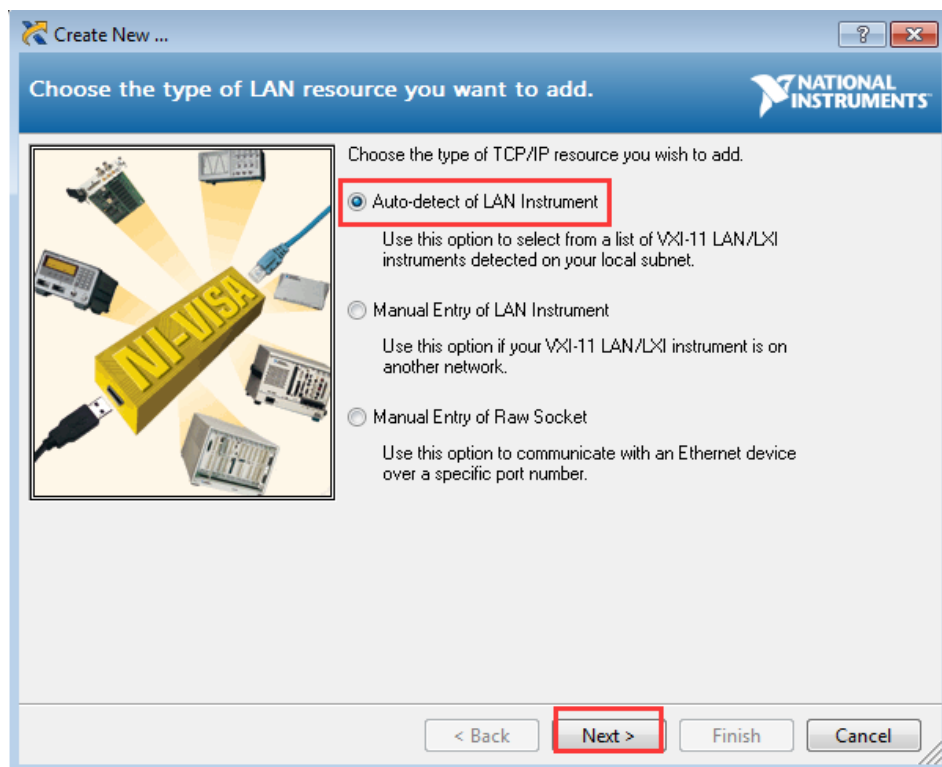 Create New ...
Choose the type of LAN resource you want to add.
NATIONAL
INSTRUMENTS
NI-VISA
Choose the type of TCP/IP resource you wish to add.
Auto-detect of LAN Instrument
Use this option to select from a list of VXI-11 LAN/LXI
instruments detected on your local subnet.
Manual Entry of LAN Instrument
Use this option if your VXI-11 LAN/LXI instrument is on
another network.
Manual Entry of Raw Socket
Use this option to communicate with an Ethernet device
over a specific port number.
< Back
Next >
Finish
Cancel